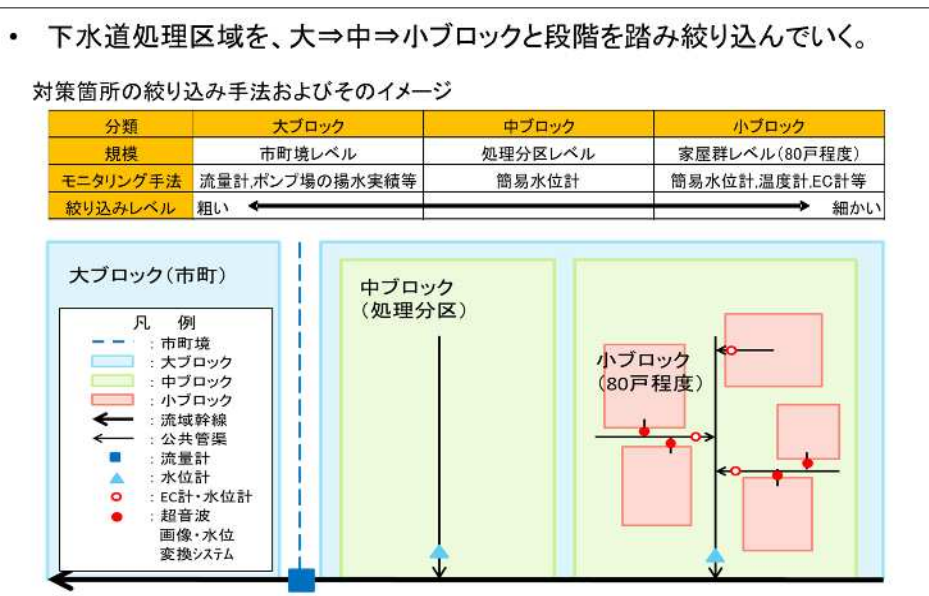 • 下水道処理区域を、大⇒中⇒小ブロックと段階を踏み絞り込んでいく。
対策箇所の絞り込み手法およびそのイメージ
分類 大ブロック 中ブロック 小ブロック
規模 市町境レベル 処理分区レベル 家屋群レベル(80戸程度)
モニタリング手法 流量計,ポンプ場の揚水実績等 簡易水位計 簡易水位計,温度計,EC計等
絞り込みレベル 粗い 細かい
大ブロック(市町)
凡 例
:市町境
:大ブロック
:中ブロック
:小ブロック
:流域幹線
:公共管渠
:流量計
:水位計
:EC計・水位計
:超音波
画像・水位
変換システム
中ブロック
(処理分区)
小ブロック
(80戸程度)